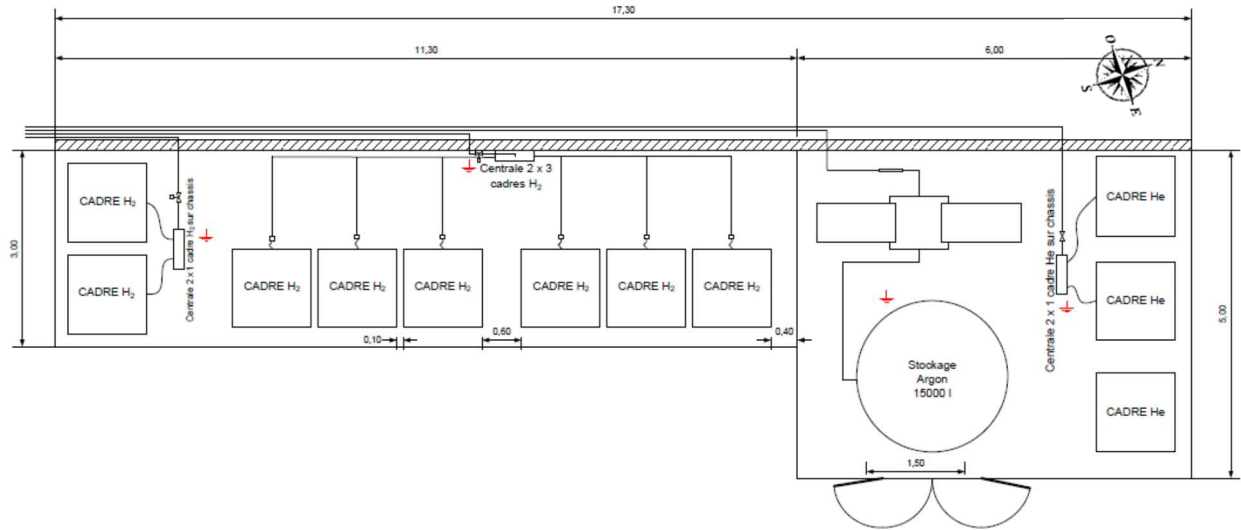 17,30
11,30
6,00
O
N
S
E
CADRE H₂
CADRE H₂
Centrale 2 x 1 cadre H₂ sur chassis
3,00
Centrale 2 x 3
cadres H₂
CADRE H₂
CADRE H₂
CADRE H₂
CADRE H₂
CADRE H₂
CADRE H₂
0,10
0,60
0,40
Stockage
Argon
15000 l
1,50
Centrale 2 x 1 cadre He sur chassis
CADRE He
CADRE He
CADRE He
5,00